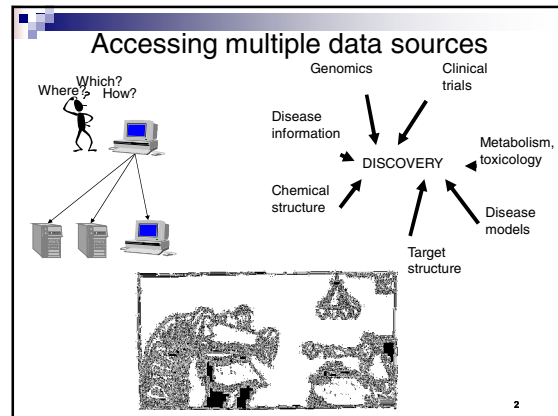 Accessing multiple data sources
Which?
Where?
How?
Genomics
Clinical
trials
Disease
information
DISCOVERY
Metabolism,
toxicology
Chemical
structure
Disease
models
Target
structure
2